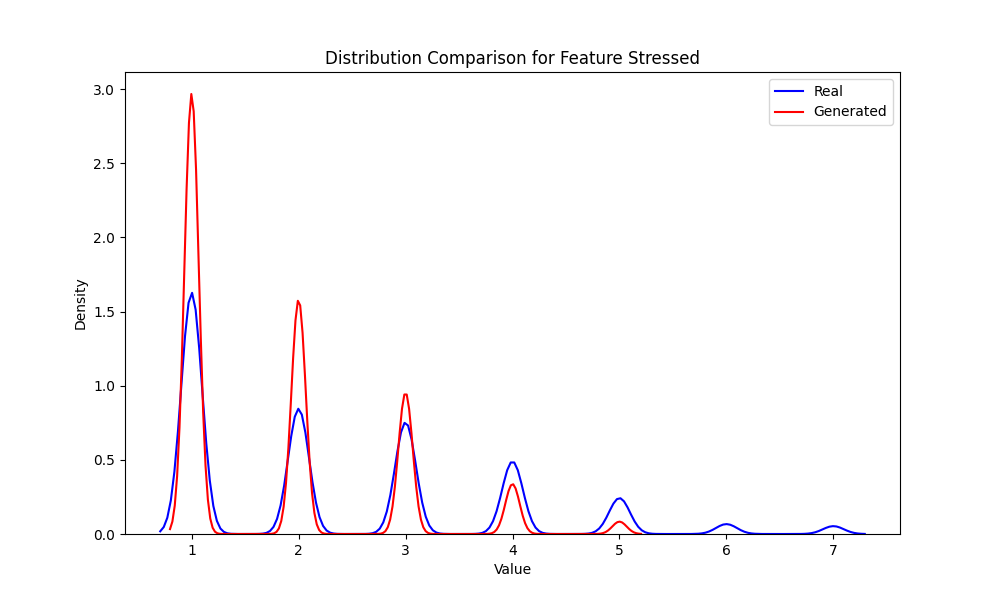 Distribution Comparison for Feature Stressed
Real
Generated
Density
3.0
2.5
2.0
1.5
1.0
0.5
0.0
1 2 3 4 5 6 7
Value